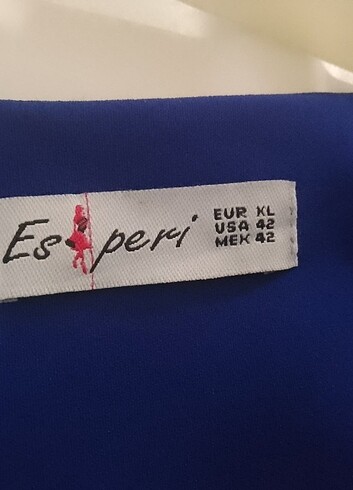 Es peri
EUR XL
USA 42
MEX 42